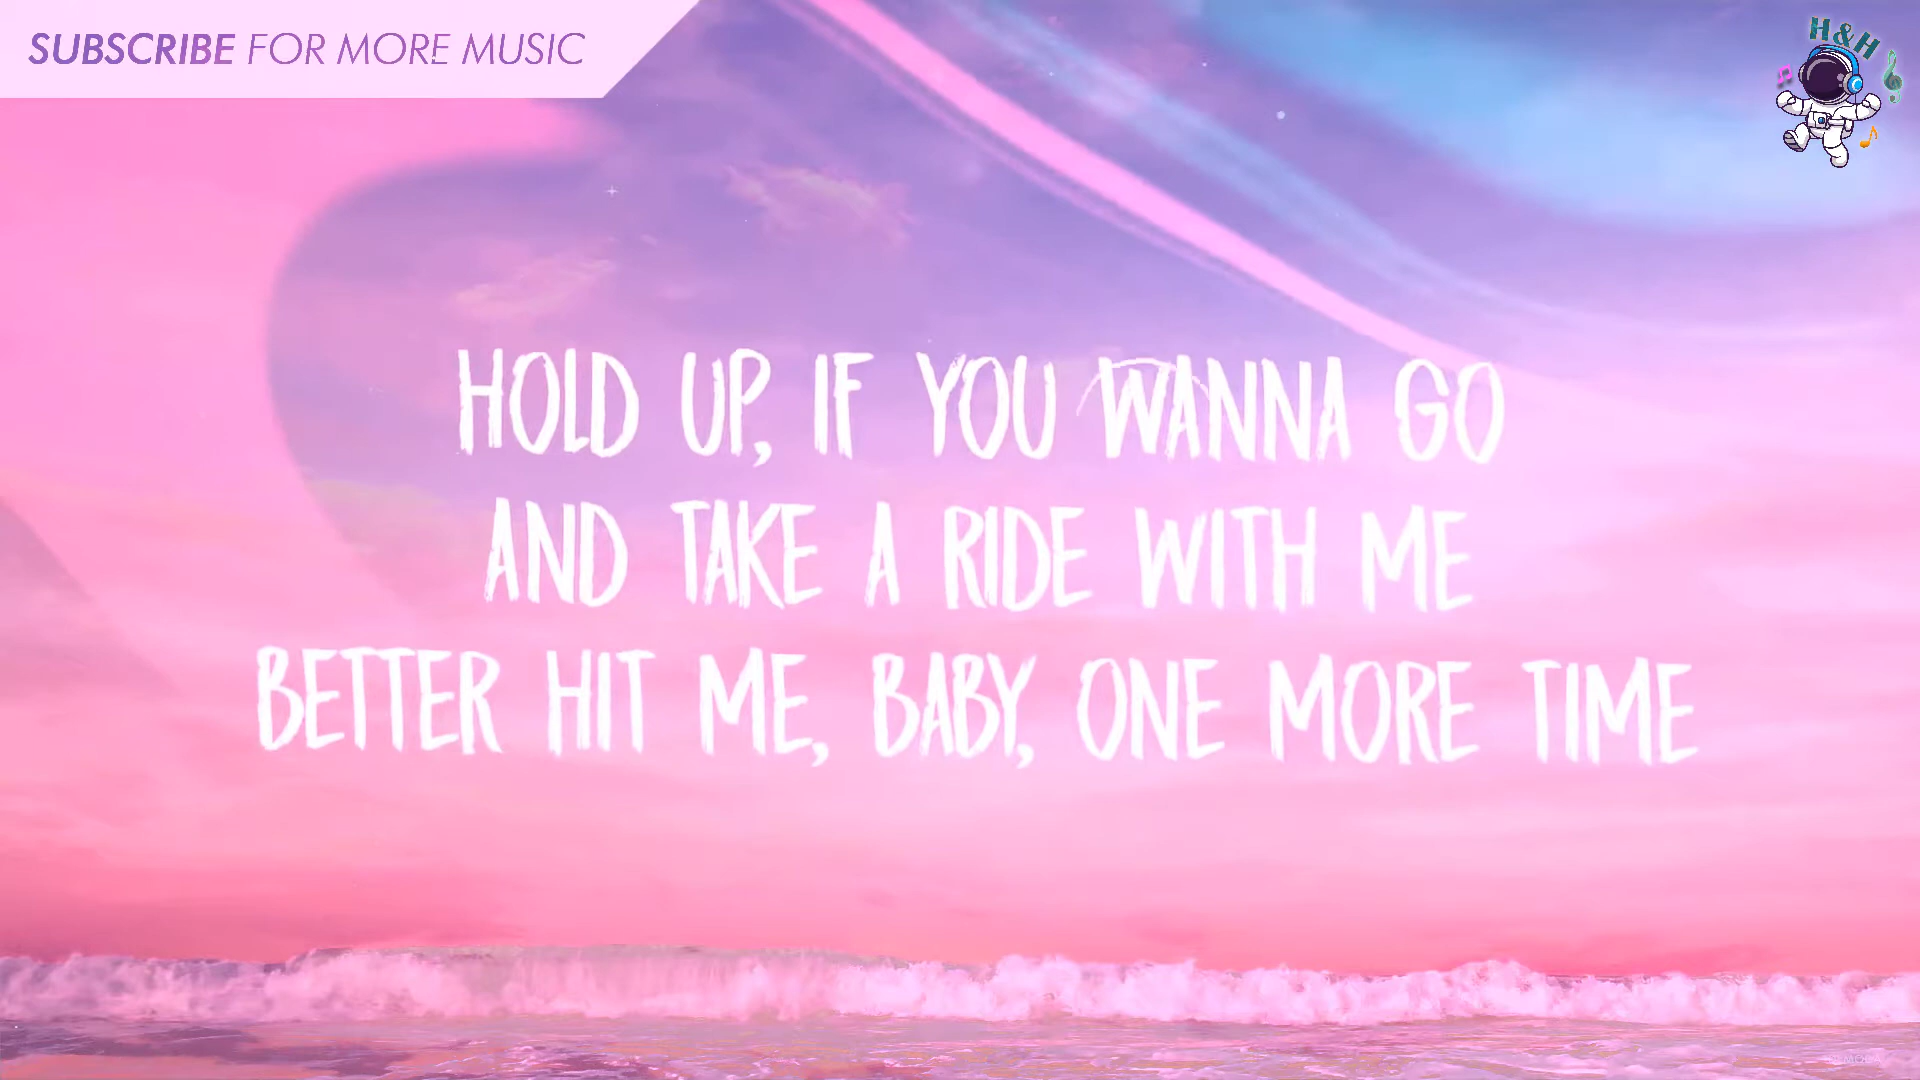 SUBSCRIBE FOR MORE MUSIC
H&H
HOLD UP, IF YOU WANNA GO
AND TAKE A RIDE WITH ME
BETTER HIT ME, BABY, ONE MORE TIME